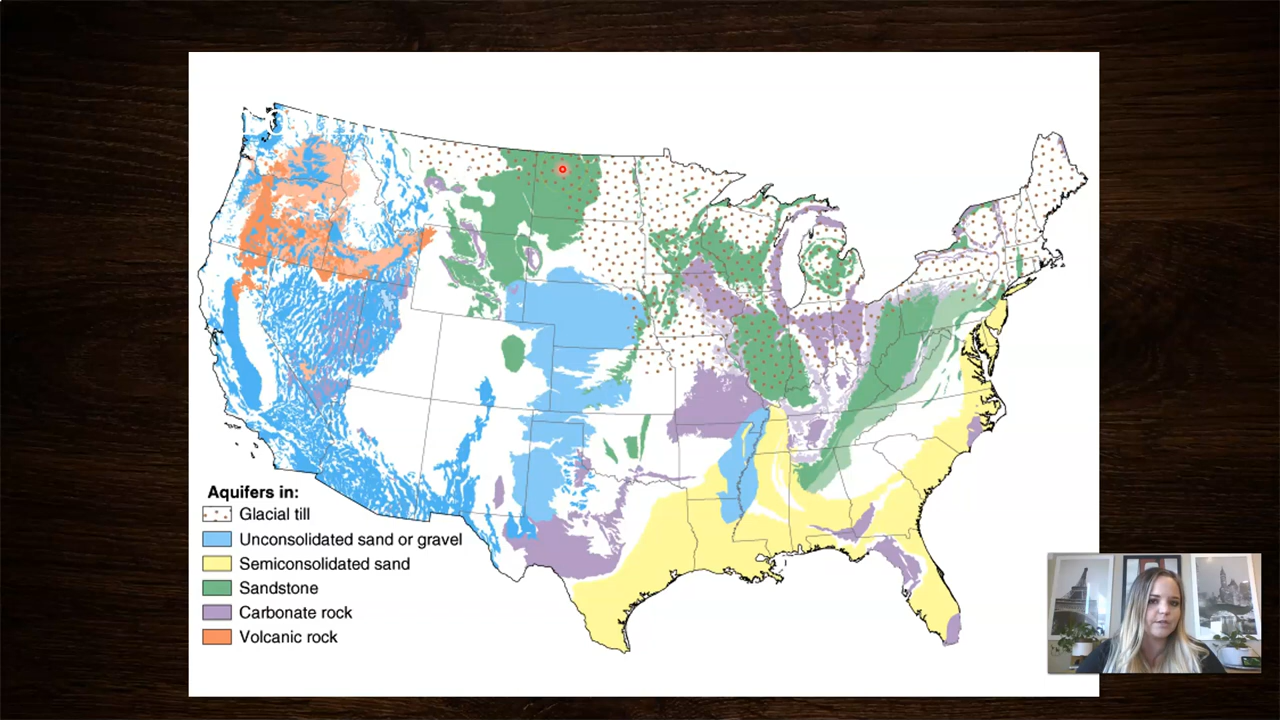 Aquifers in:
Glacial till
Unconsolidated sand or gravel
Semiconsolidated sand
Sandstone
Carbonate rock
Volcanic rock